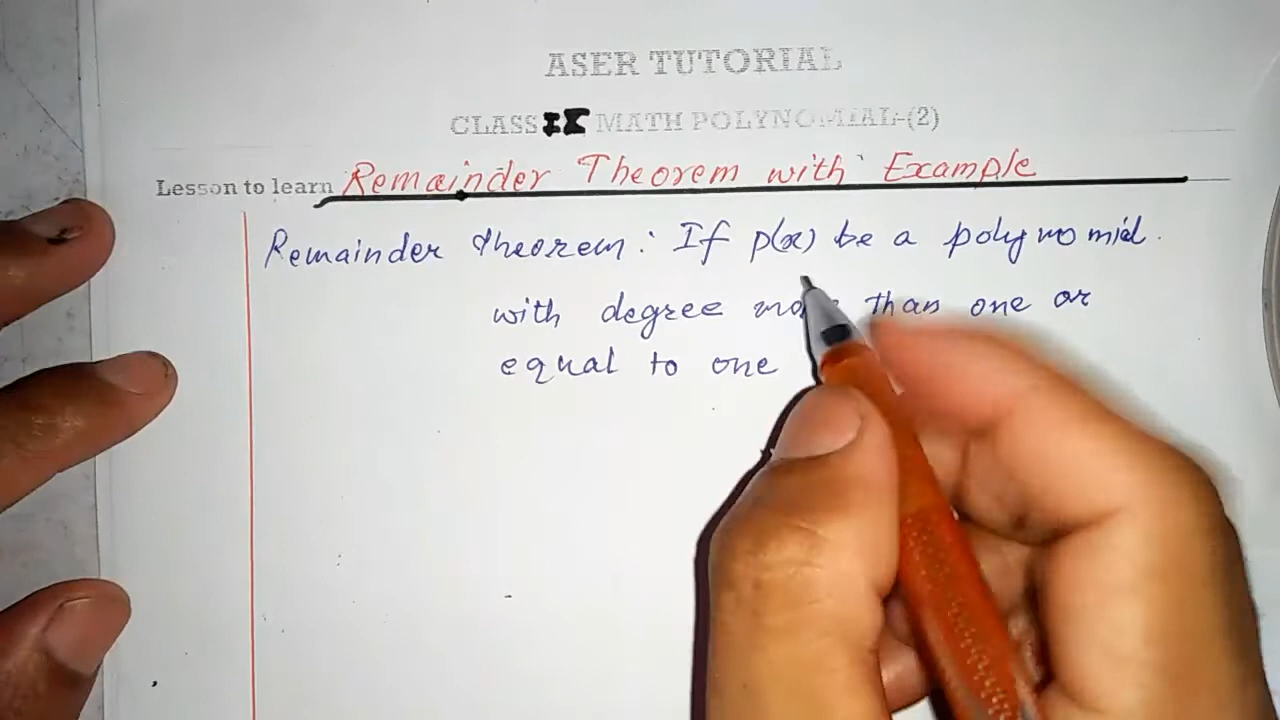 ASER TUTORIAL
CLASS IX MATH POLYNOMIAL-(2)
Lesson to learn Remainder Theorem with Example
Remainder theorem: If p(x) be a polynomial.
with degree more than one or
equal to one